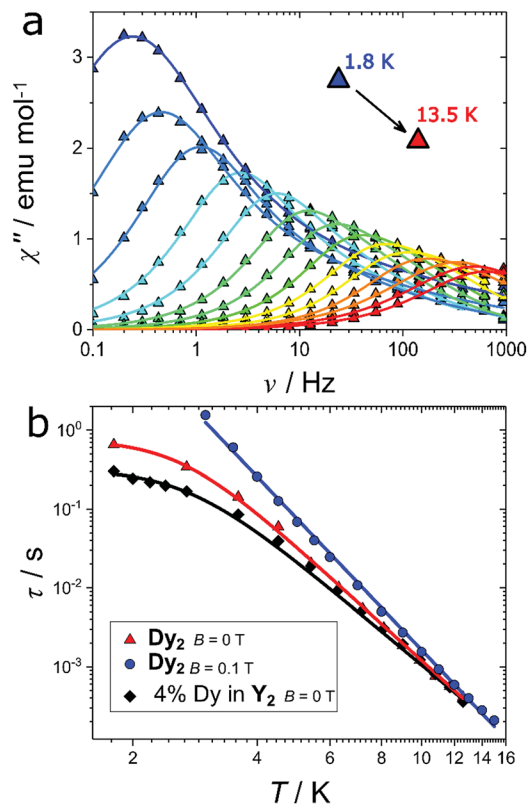 a
1.8 K
13.5 K
χ'' / emu mol⁻¹
3
2
1
0
0.1 1 10 100 1000
ν / Hz
b
10⁰
10⁻¹
10⁻²
10⁻³
τ / s
Dy₂ B = 0 T
Dy₂ B = 0.1 T
4% Dy in Y₂ B = 0 T
2 4 6 8 10 12 14 16
T / K